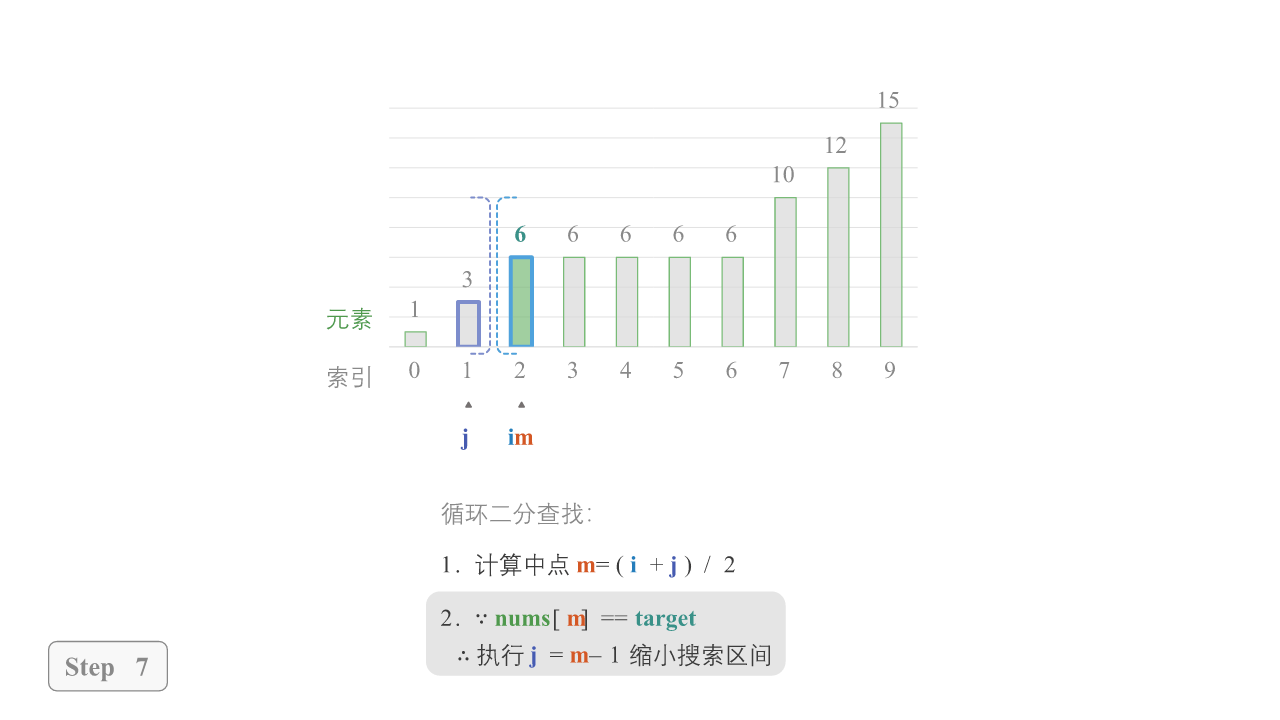 15
12
10
6 6 6 6 6
3
1
元素
索引 0 1 2 3 4 5 6 7 8 9
j im
循环二分查找：
1. 计算中点 m= ( i + j ) / 2
2. ∵ nums[ m] == target
∴ 执行 j = m– 1 缩小搜索区间
Step 7